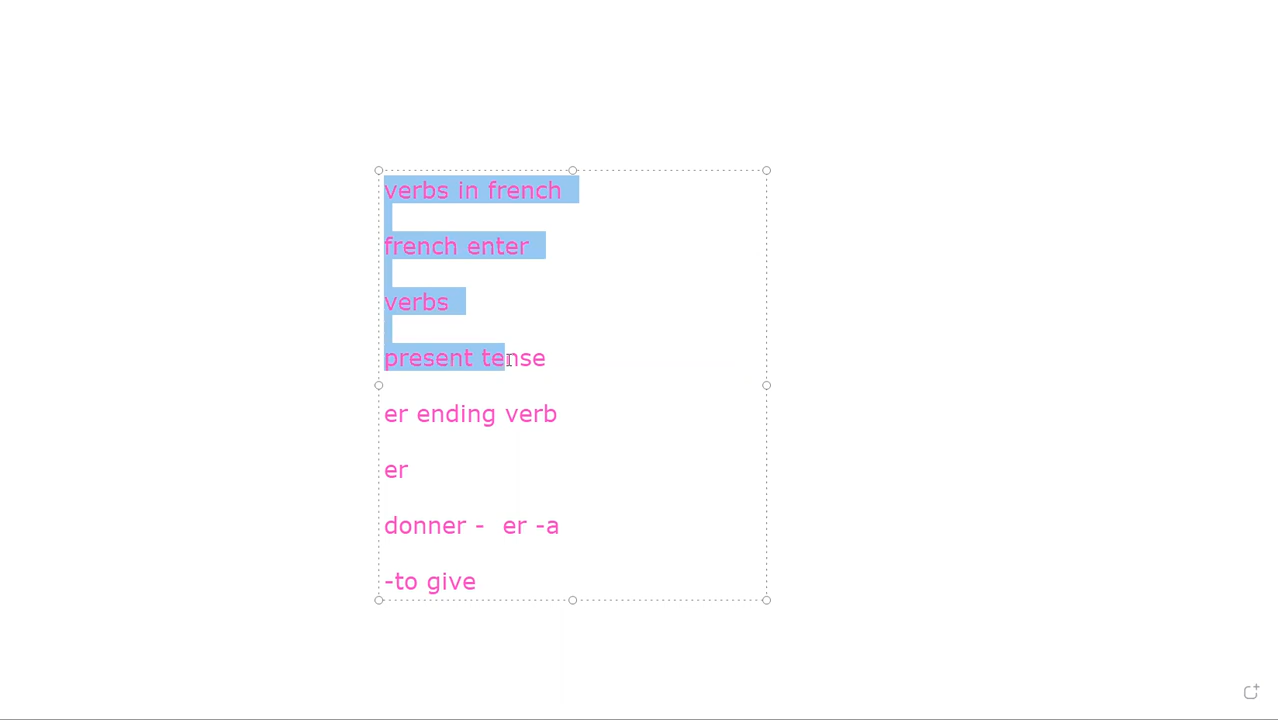 verbs in french
french enter
verbs
present tense
er ending verb
er
donner -  er -a
-to give